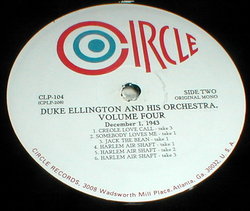 CIRCLE
CLP-104
(CPLP-208)
SIDE TWO
ORIGINAL MONO
DUKE ELLINGTON AND HIS ORCHESTRA,
VOLUME FOUR
December 1, 1943
1. CREOLE LOVE CALL - take 3
2. SOMEBODY LOVES ME - take 1
3. JACK THE BEAR - take 1
4. HARLEM AIR SHAFT - take 1
5. HARLEM AIR SHAFT - take 2
6. HARLEM AIR SHAFT - take 3
CIRCLE RECORDS, 3008 Wadsworth Mill Place, Atlanta, Ga. 30032, U.S.A.